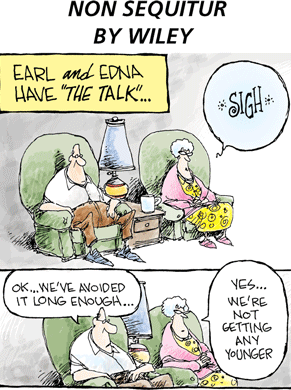 NON SEQUITUR
BY WILEY
EARL and EDNA
HAVE "THE TALK"...
SIGH
OK...WE'VE AVOIDED
IT LONG ENOUGH...
YES...
WE'RE
NOT
GETTING
ANY
YOUNGER